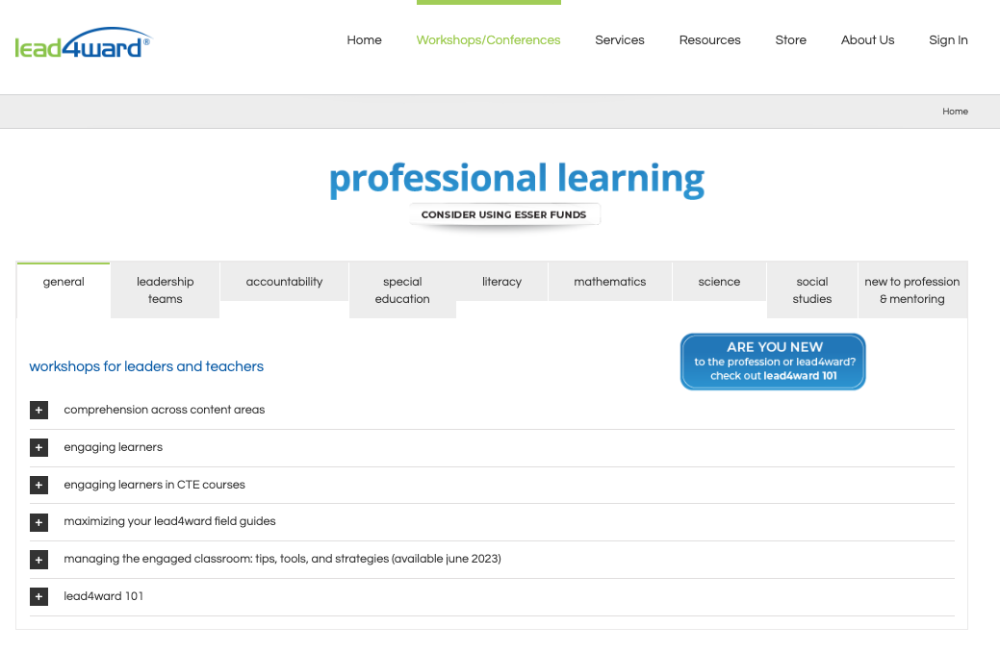 lead4ward®
Home Workshops/Conferences Services Resources Store About Us Sign In
Home
professional learning
CONSIDER USING ESSER FUNDS
general
leadership
teams
accountability
special
education
literacy
mathematics
science
social
studies
new to profession
& mentoring
ARE YOU NEW
to the profession or lead4ward?
check out lead4ward 101
workshops for leaders and teachers
+ comprehension across content areas
+ engaging learners
+ engaging learners in CTE courses
+ maximizing your lead4ward field guides
+ managing the engaged classroom: tips, tools, and strategies (available june 2023)
+ lead4ward 101